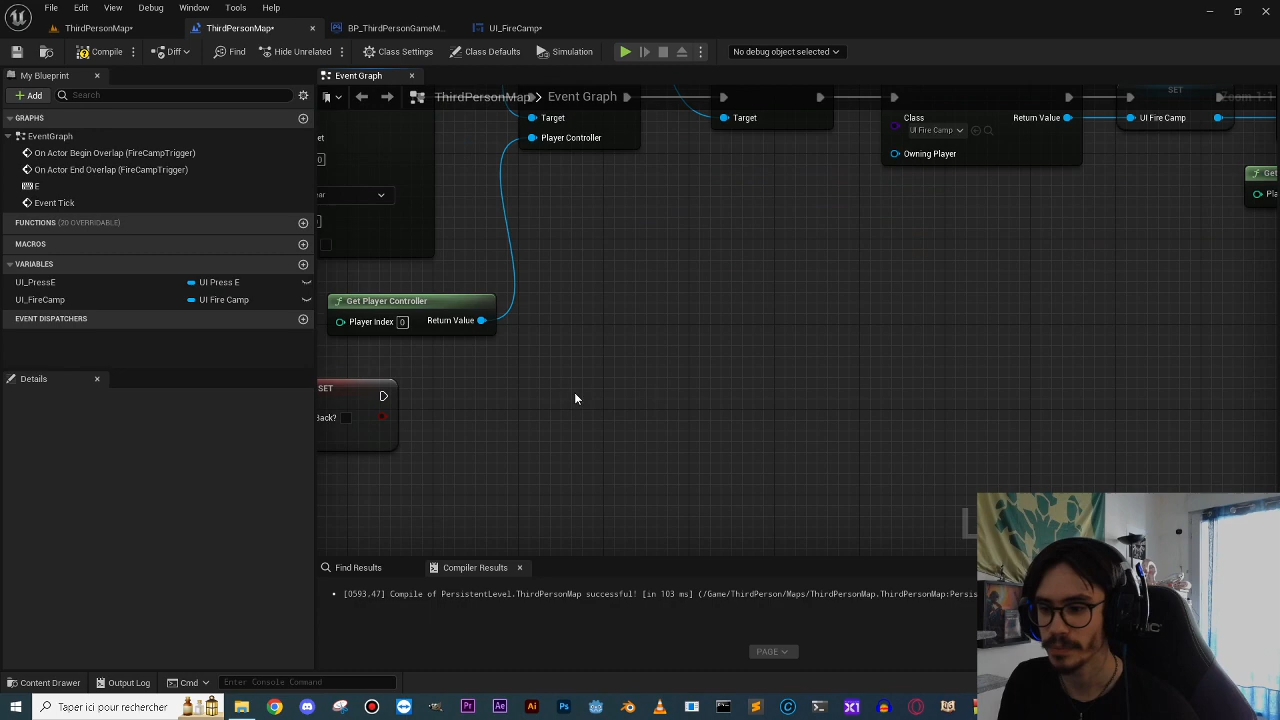 File Edit View Debug Window Tools Help
ThirdPersonMap* ThirdPersonMap* BP_ThirdPersonGameM... UI_FireCamp*
Compile Diff Find Hide Unrelated Class Settings Class Defaults Simulation No debug object selected
My Blueprint Event Graph
Add Search ThirdPersonMap > Event Graph Zoom 1:1
GRAPHS
EventGraph
On Actor Begin Overlap (FireCampTrigger)
On Actor End Overlap (FireCampTrigger)
E
Event Tick
FUNCTIONS (20 OVERRIDABLE)
MACROS
VARIABLES
UI_PressE UI Press E
UI_FireCamp UI Fire Camp
EVENT DISPATCHERS
Details
Target
Player Controller
Target
Class Return Value
UI Fire Camp
Owning Player
SET
UI Fire Camp
Get
Pla
Get Player Controller
Player Index 0 Return Value
SET
Back?
Find Results Compiler Results
[0593.47] Compile of PersistentLevel.ThirdPersonMap successful! [in 103 ms] (/Game/ThirdPerson/Maps/ThirdPersonMap.ThirdPersonMap:Persis
PAGE
Content Drawer Output Log Cmd Enter Console Command
Taper ici pour rechercher